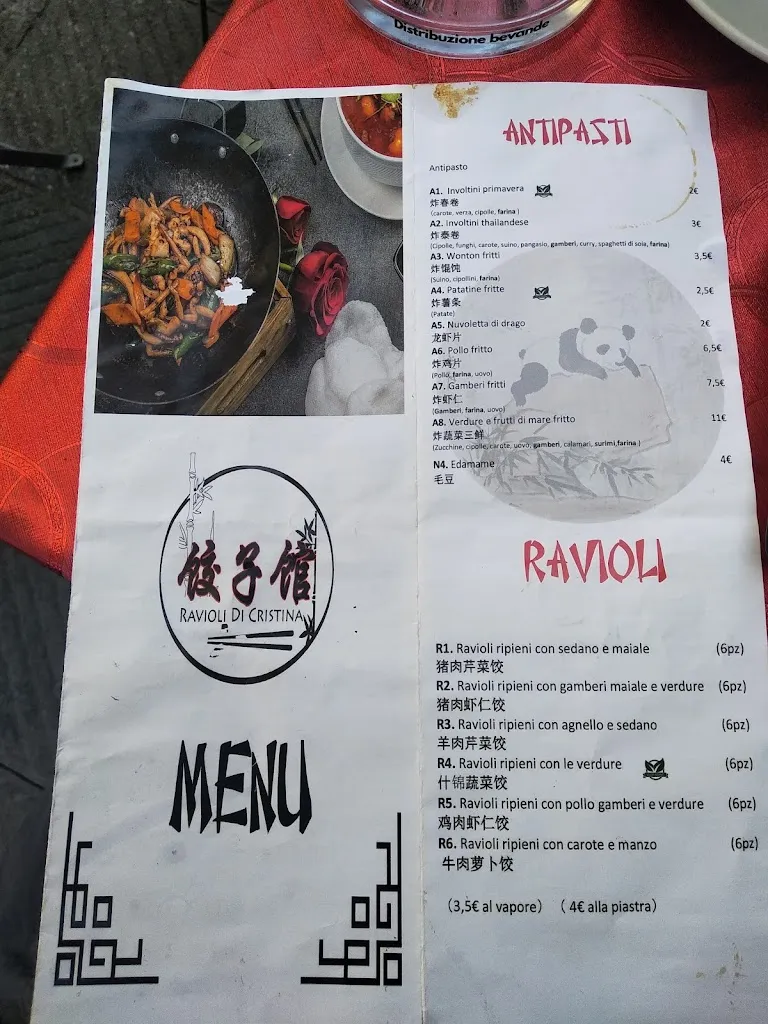 Distribuzione bevande
饺子馆
RAVIOLI DI CRISTINA
MENU
ANTIPASTI
Antipasto
A1. Involtini primavera 2€
炸春卷
(carote, verza, cipolle, farina )
A2. Involtini thailandese 3€
炸泰卷
(Cipolle, funghi, carote, suino, pangasio, gamberi, curry, spaghetti di soia, farina)
A3. Wonton fritti 3,5€
炸馄饨
(Suino, cipollini, farina)
A4. Patatine fritte 2,5€
炸薯条
(Patate)
A5. Nuvoletta di drago 2€
龙虾片
A6. Pollo fritto 6,5€
炸鸡片
(Pollo, farina, uovo)
A7. Gamberi fritti 7,5€
炸虾仁
(Gamberi, farina, uovo)
A8. Verdure e frutti di mare fritto 11€
炸蔬菜三鲜
(Zucchine, cipolle, carote, uovo, gamberi, calamari, surimi,farina )
N4. Edamame 4€
毛豆
RAVIOLI
R1. Ravioli ripieni con sedano e maiale (6pz)
猪肉芹菜饺
R2. Ravioli ripieni con gamberi maiale e verdure (6pz)
猪肉虾仁饺
R3. Ravioli ripieni con agnello e sedano (6pz)
羊肉芹菜饺
R4. Ravioli ripieni con le verdure (6pz)
什锦蔬菜饺
R5. Ravioli ripieni con pollo gamberi e verdure (6pz)
鸡肉虾仁饺
R6. Ravioli ripieni con carote e manzo (6pz)
牛肉萝卜饺
（3,5€ al vapore） （ 4€ alla piastra）